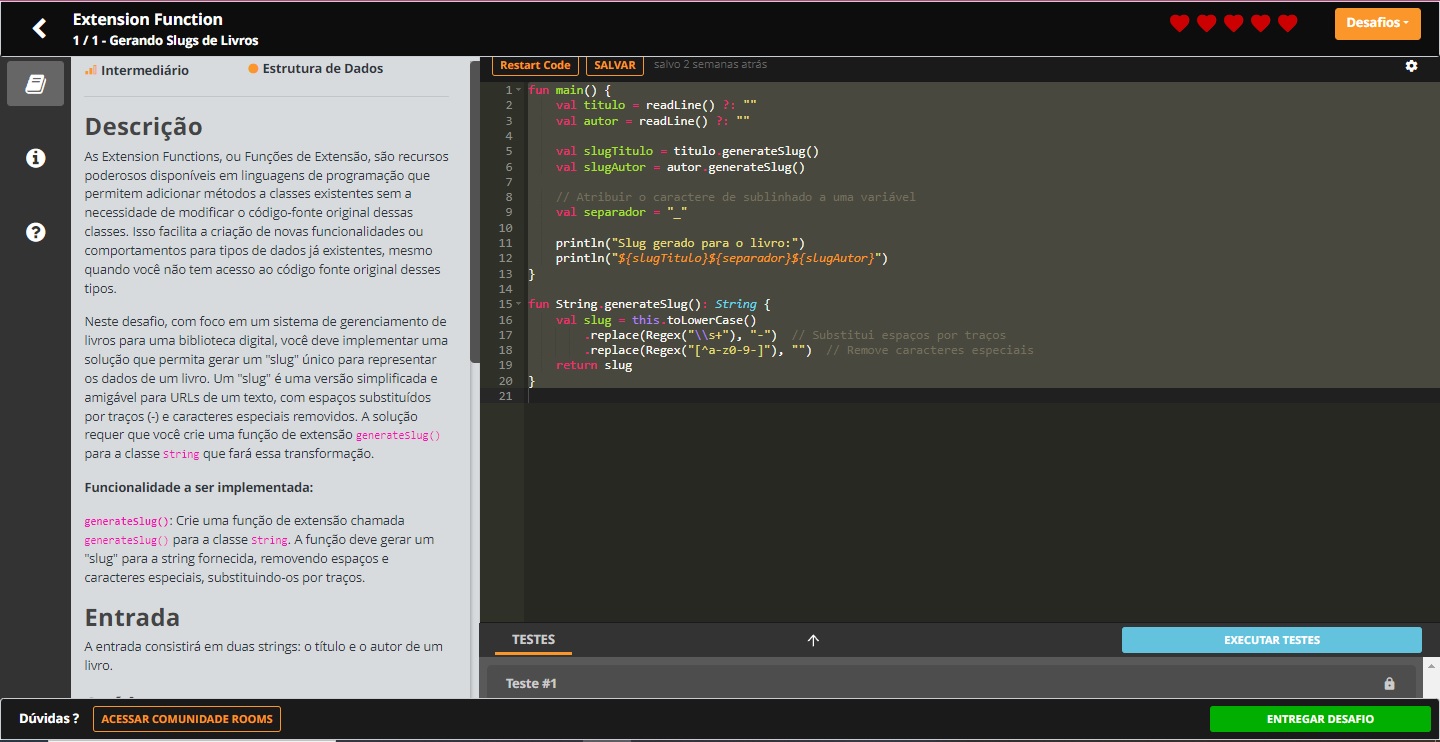 Extension Function
1 / 1 - Gerando Slugs de Livros
Desafios
Intermediário
Estrutura de Dados
Descrição
As Extension Functions, ou Funções de Extensão, são recursos
poderosos disponíveis em linguagens de programação que
permitem adicionar métodos a classes existentes sem a
necessidade de modificar o código-fonte original dessas
classes. Isso facilita a criação de novas funcionalidades ou
comportamentos para tipos de dados já existentes, mesmo
quando você não tem acesso ao código fonte original desses
tipos.
Neste desafio, com foco em um sistema de gerenciamento de
livros para uma biblioteca digital, você deve implementar uma
solução que permita gerar um "slug" único para representar
os dados de um livro. Um "slug" é uma versão simplificada e
amigável para URLs de um texto, com espaços substituídos
por traços (-) e caracteres especiais removidos. A solução
requer que você crie uma função de extensão generateSlug()
para a classe String que fará essa transformação.
Funcionalidade a ser implementada:
generateSlug(): Crie uma função de extensão chamada
generateSlug() para a classe String. A função deve gerar um
"slug" para a string fornecida, removendo espaços e
caracteres especiais, substituindo-os por traços.
Entrada
A entrada consistirá em duas strings: o título e o autor de um
livro.
Restart Code
SALVAR
salvo 2 semanas atrás
1 fun main() {
2 val titulo = readLine() ?: ""
3 val autor = readLine() ?: ""
4
5 val slugTitulo = titulo.generateSlug()
6 val slugAutor = autor.generateSlug()
7
8 // Atribuir o caractere de sublinhado a uma variável
9 val separador = "_"
10
11 println("Slug gerado para o livro:")
12 println("${slugTitulo}${separador}${slugAutor}")
13 }
14
15 fun String.generateSlug(): String {
16 val slug = this.toLowerCase()
17 .replace(Regex("\\s+"), "-") // Substitui espaços por traços
18 .replace(Regex("[^a-z0-9-]"), "") // Remove caracteres especiais
19 return slug
20 }
21
TESTES
EXECUTAR TESTES
Teste #1
Dúvidas ?
ACESSAR COMUNIDADE ROOMS
ENTREGAR DESAFIO